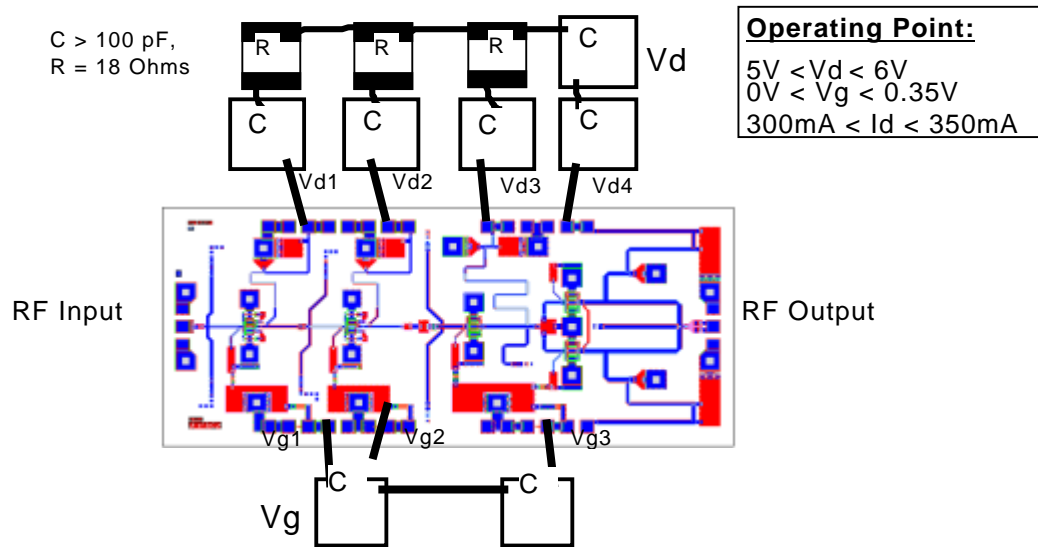 C > 100 pF,
R = 18 Ohms
R
R
R
C
Vd
C
C
C
C
Vd1
Vd2
Vd3
Vd4
Operating Point:
5V < Vd < 6V
0V < Vg < 0.35V
300mA < Id < 350mA
RF Input
RF Output
Vg1
Vg2
Vg3
C
C
Vg